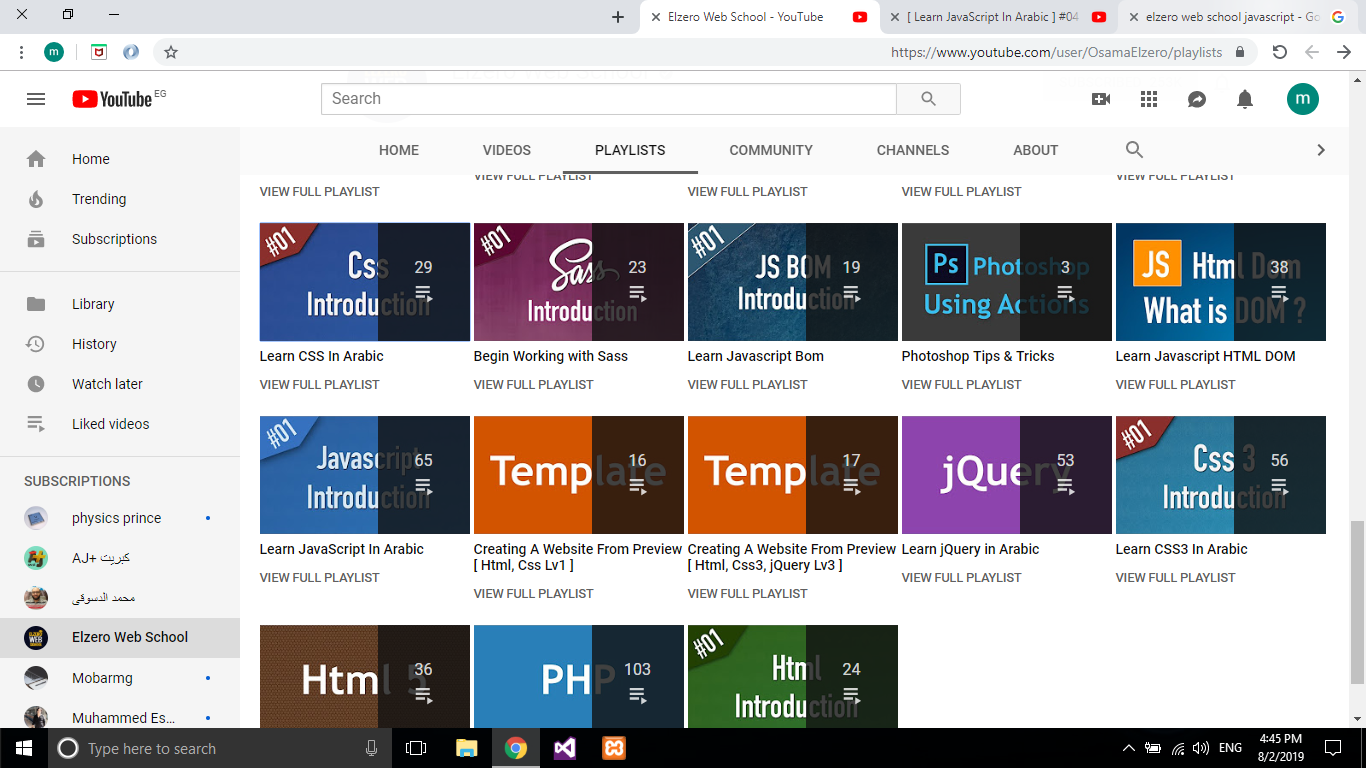 Elzero Web School - YouTube
[ Learn JavaScript In Arabic ] #04
elzero web school javascript - Go
m
https://www.youtube.com/user/OsamaElzero/playlists
YouTube EG
Search
m
HOME VIDEOS PLAYLISTS COMMUNITY CHANNELS ABOUT
Home
Trending
Subscriptions
Library
History
Watch later
Liked videos
SUBSCRIPTIONS
physics prince
AJ+ كبريت
محمد الدسوقى
Elzero Web School
Mobarmg
Muhammed Es...
VIEW FULL PLAYLIST VIEW FULL PLAYLIST VIEW FULL PLAYLIST VIEW FULL PLAYLIST VIEW FULL PLAYLIST
#01 Css Introduction 29
#01 Sass Introduction 23
#01 JS BOM Introduction 19
Ps Photoshop Using Actions 3
JS Html Dom What is DOM ? 38
Learn CSS In Arabic
VIEW FULL PLAYLIST
Begin Working with Sass
VIEW FULL PLAYLIST
Learn Javascript Bom
VIEW FULL PLAYLIST
Photoshop Tips & Tricks
VIEW FULL PLAYLIST
Learn Javascript HTML DOM
VIEW FULL PLAYLIST
#01 Javascript Introduction 65
Template 16
Template 17
jQuery 53
#01 Css 3 Introduction 56
Learn JavaScript In Arabic
VIEW FULL PLAYLIST
Creating A Website From Preview
[ Html, Css Lv1 ]
VIEW FULL PLAYLIST
Creating A Website From Preview
[ Html, Css3, jQuery Lv3 ]
VIEW FULL PLAYLIST
Learn jQuery in Arabic
VIEW FULL PLAYLIST
Learn CSS3 In Arabic
VIEW FULL PLAYLIST
Html 5 36
PHP 103
#01 Html Introduction 24
Type here to search
ENG
4:45 PM
8/2/2019